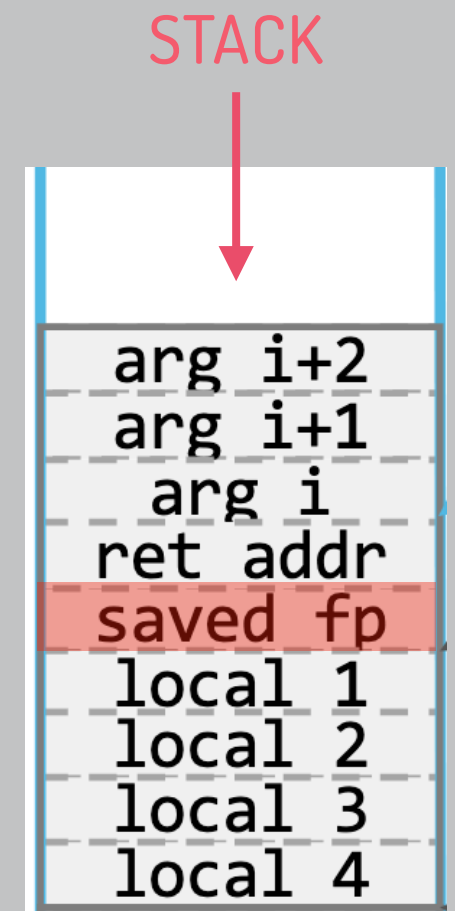 STACK
arg i+2
arg i+1
arg i
ret addr
saved fp
local 1
local 2
local 3
local 4